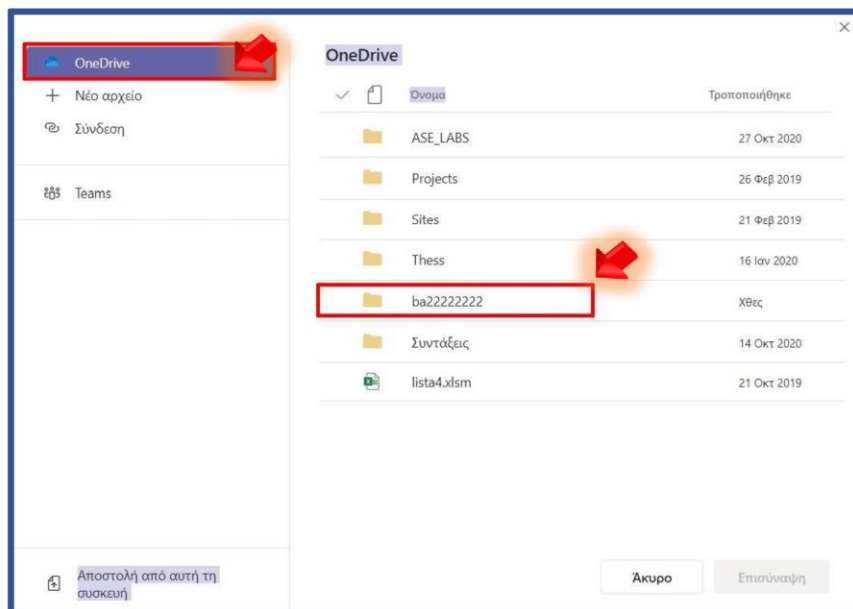 OneDrive
Νέο αρχείο
Σύνδεση
Teams
Αποστολή από αυτή τη
συσκευή
OneDrive
Όνομα Τροποποιήθηκε
ASE_LABS 27 Οκτ 2020
Projects 26 Φεβ 2019
Sites 21 Φεβ 2019
Thess 16 Ιαν 2020
ba22222222 Χθες
Συντάξεις 14 Οκτ 2020
lista4.xlsm 21 Οκτ 2019
Άκυρο Επισύναψη